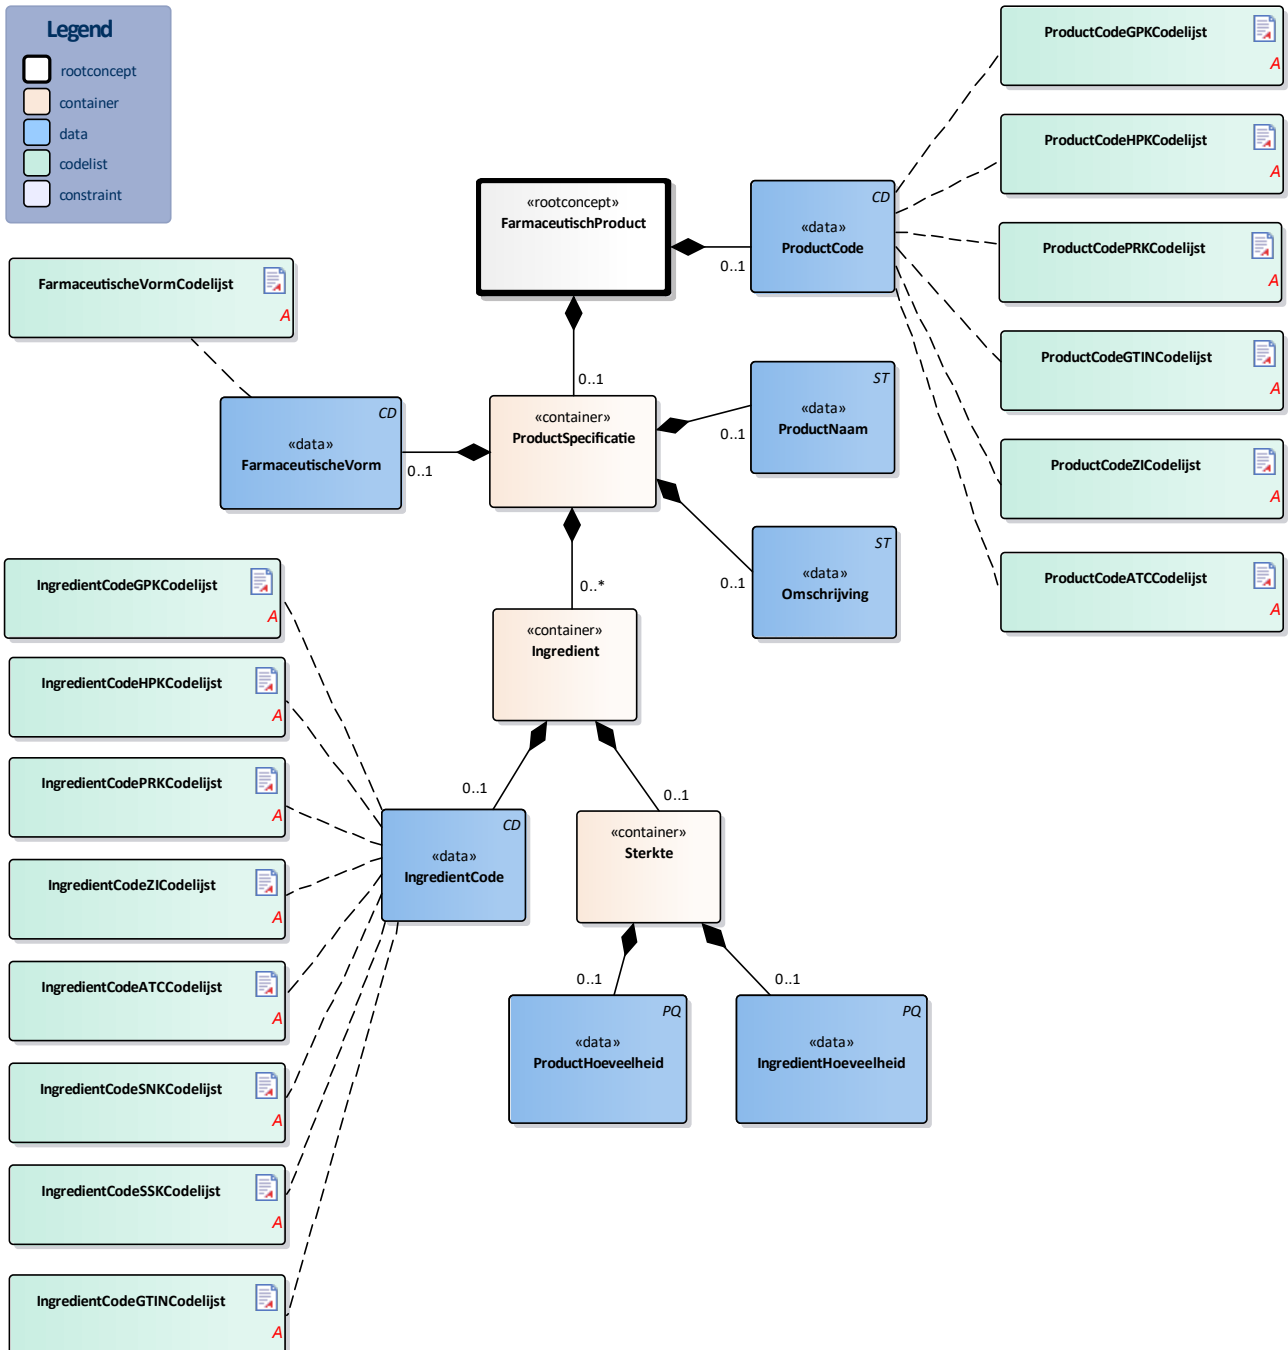 Legend
rootconcept
container
data
codelist
constraint
ProductCodeGPKCodelijst
A
ProductCodeHPKCodelijst
A
«rootconcept»
FarmaceutischProduct
CD
«data»
ProductCode
0..1
ProductCodePRKCodelijst
A
FarmaceutischeVormCodelijst
A
ProductCodeGTINCodelijst
A
0..1
CD
«data»
FarmaceutischeVorm
0..1
«container»
ProductSpecificatie
ST
«data»
ProductNaam
0..1
ProductCodeZICodelijst
A
ST
«data»
Omschrijving
0..1
ProductCodeATCCodelijst
A
0..*
«container»
Ingredient
IngredientCodeGPKCodelijst
A
IngredientCodeHPKCodelijst
A
IngredientCodePRKCodelijst
A
0..1
0..1
CD
«data»
IngredientCode
«container»
Sterkte
IngredientCodeZICodelijst
A
IngredientCodeATCCodelijst
A
0..1
0..1
PQ
«data»
ProductHoeveelheid
PQ
«data»
IngredientHoeveelheid
IngredientCodeSNKCodelijst
A
IngredientCodeSSKCodelijst
A
IngredientCodeGTINCodelijst
A